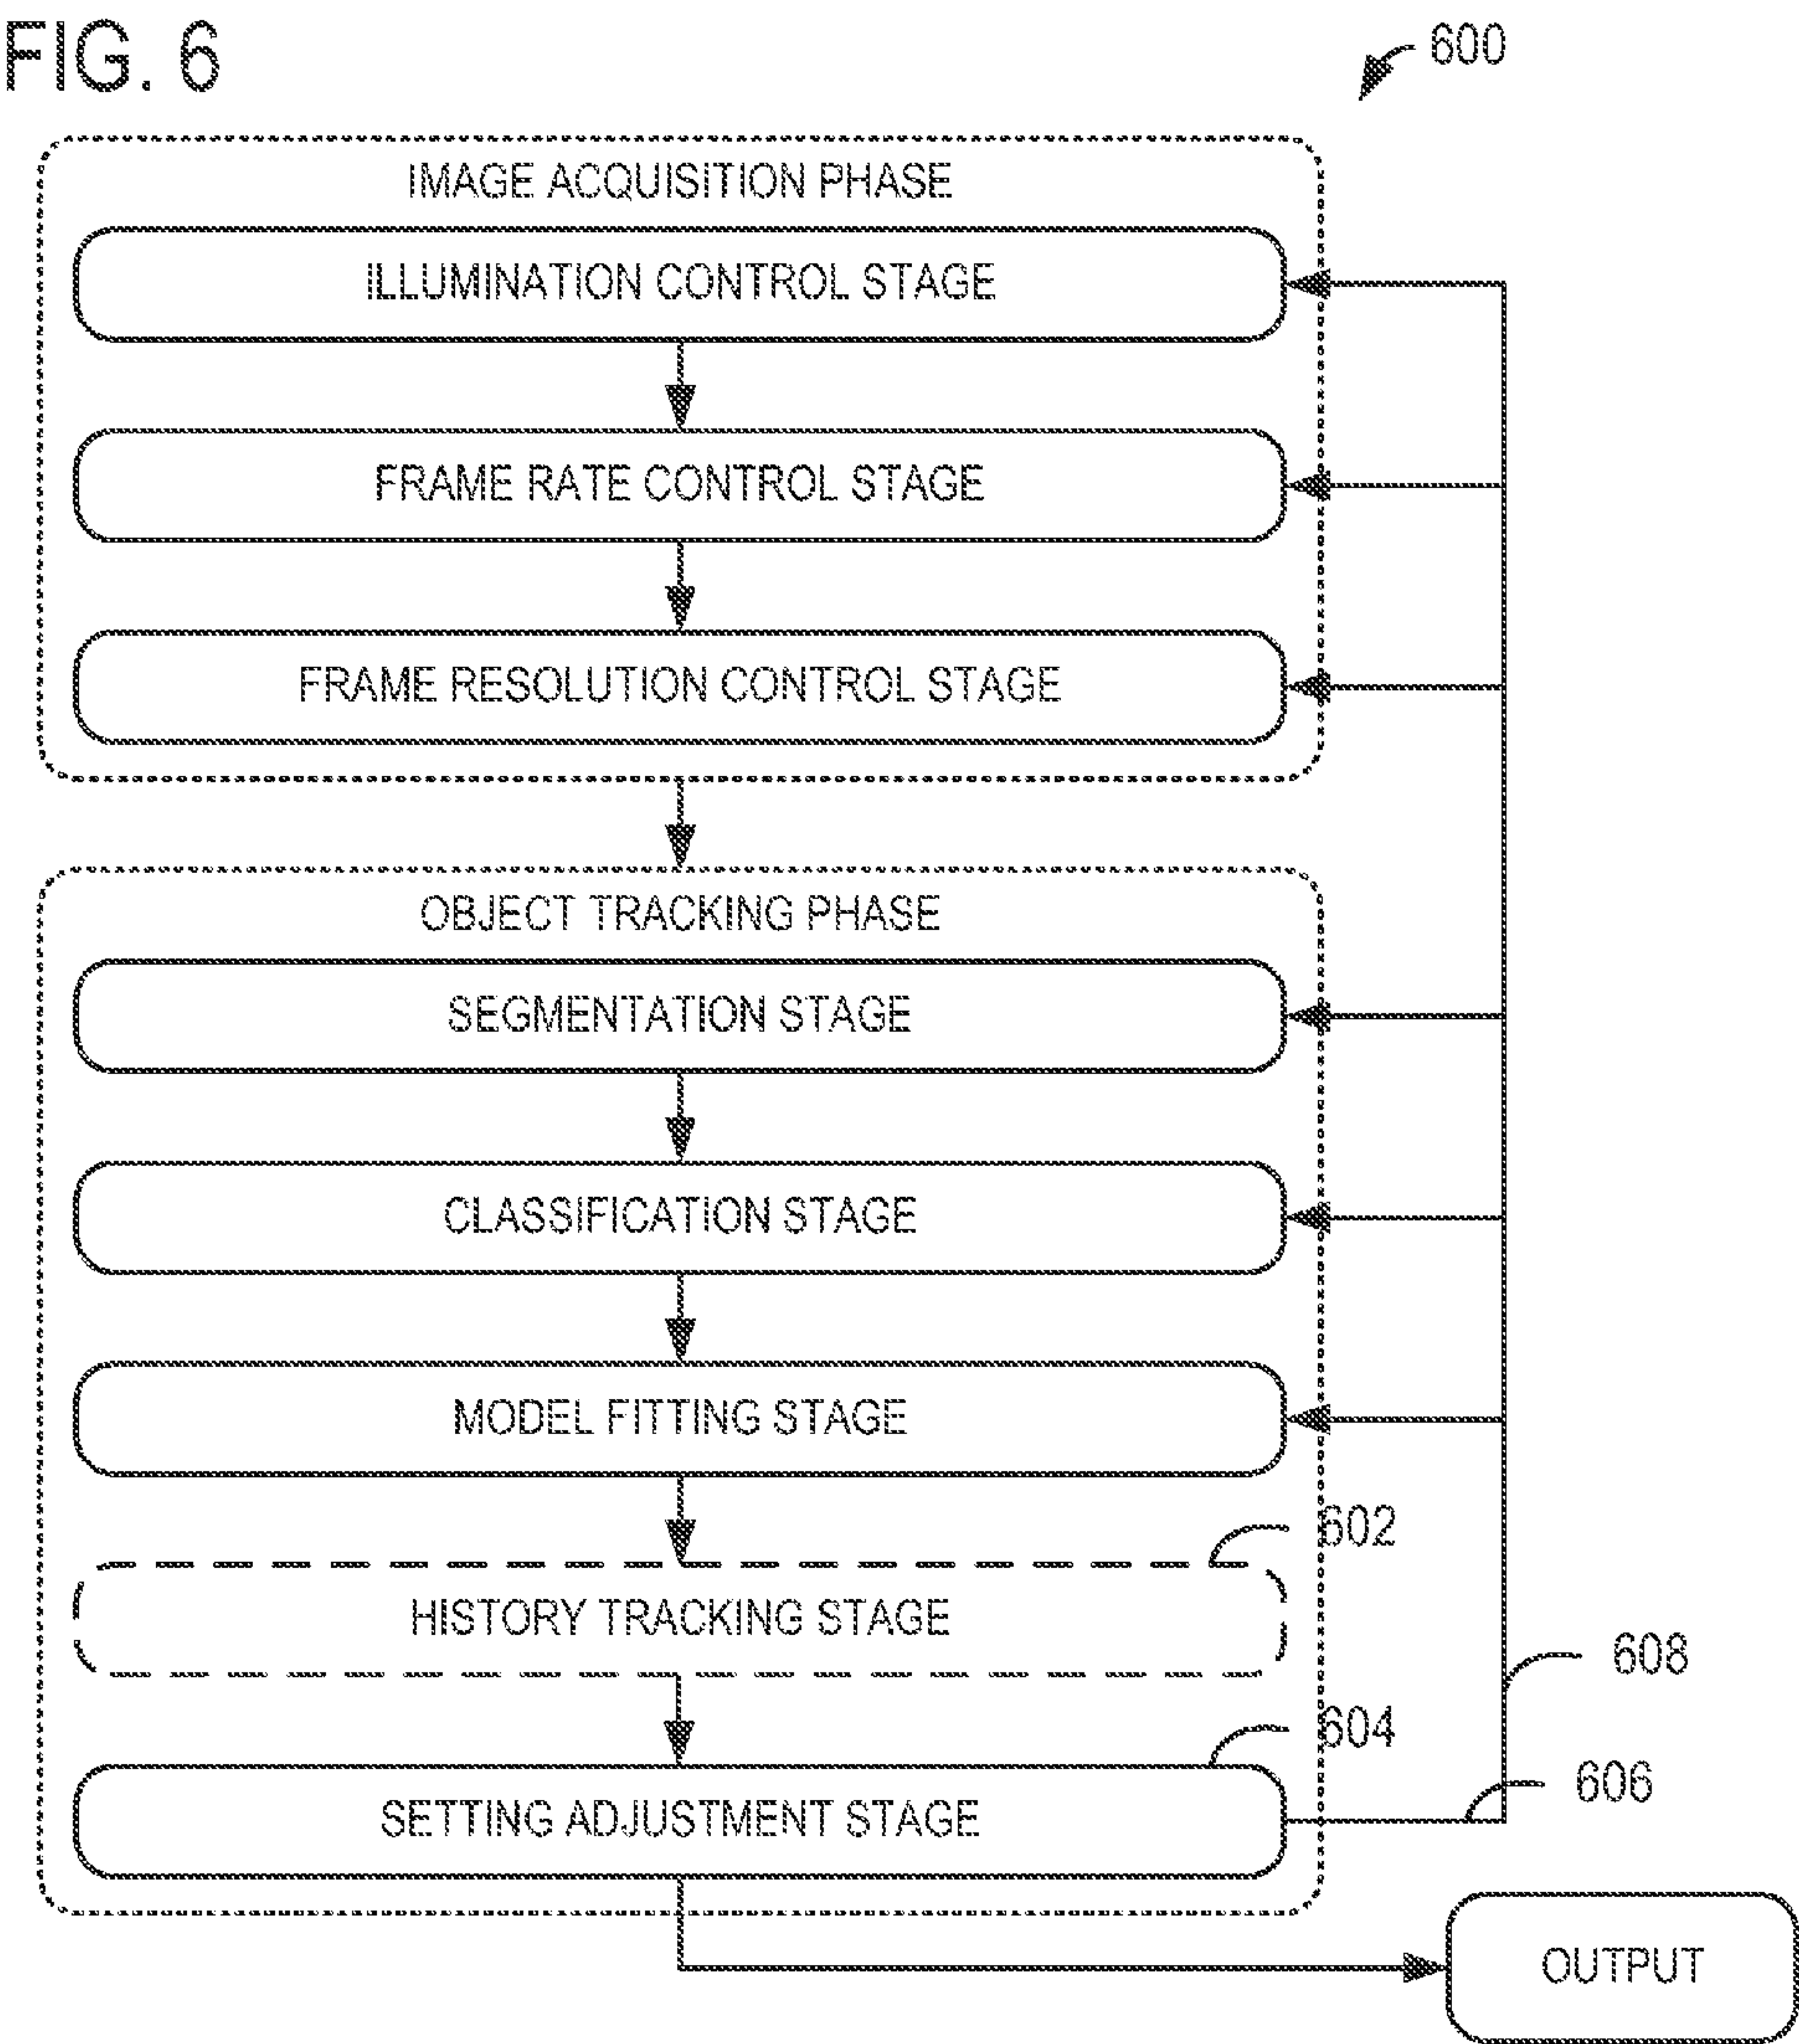 FIG. 6
600
IMAGE ACQUISITION PHASE
ILLUMINATION CONTROL STAGE
FRAME RATE CONTROL STAGE
FRAME RESOLUTION CONTROL STAGE
OBJECT TRACKING PHASE
SEGMENTATION STAGE
CLASSIFICATION STAGE
MODEL FITTING STAGE
602
HISTORY TRACKING STAGE
608
604
606
SETTING ADJUSTMENT STAGE
OUTPUT